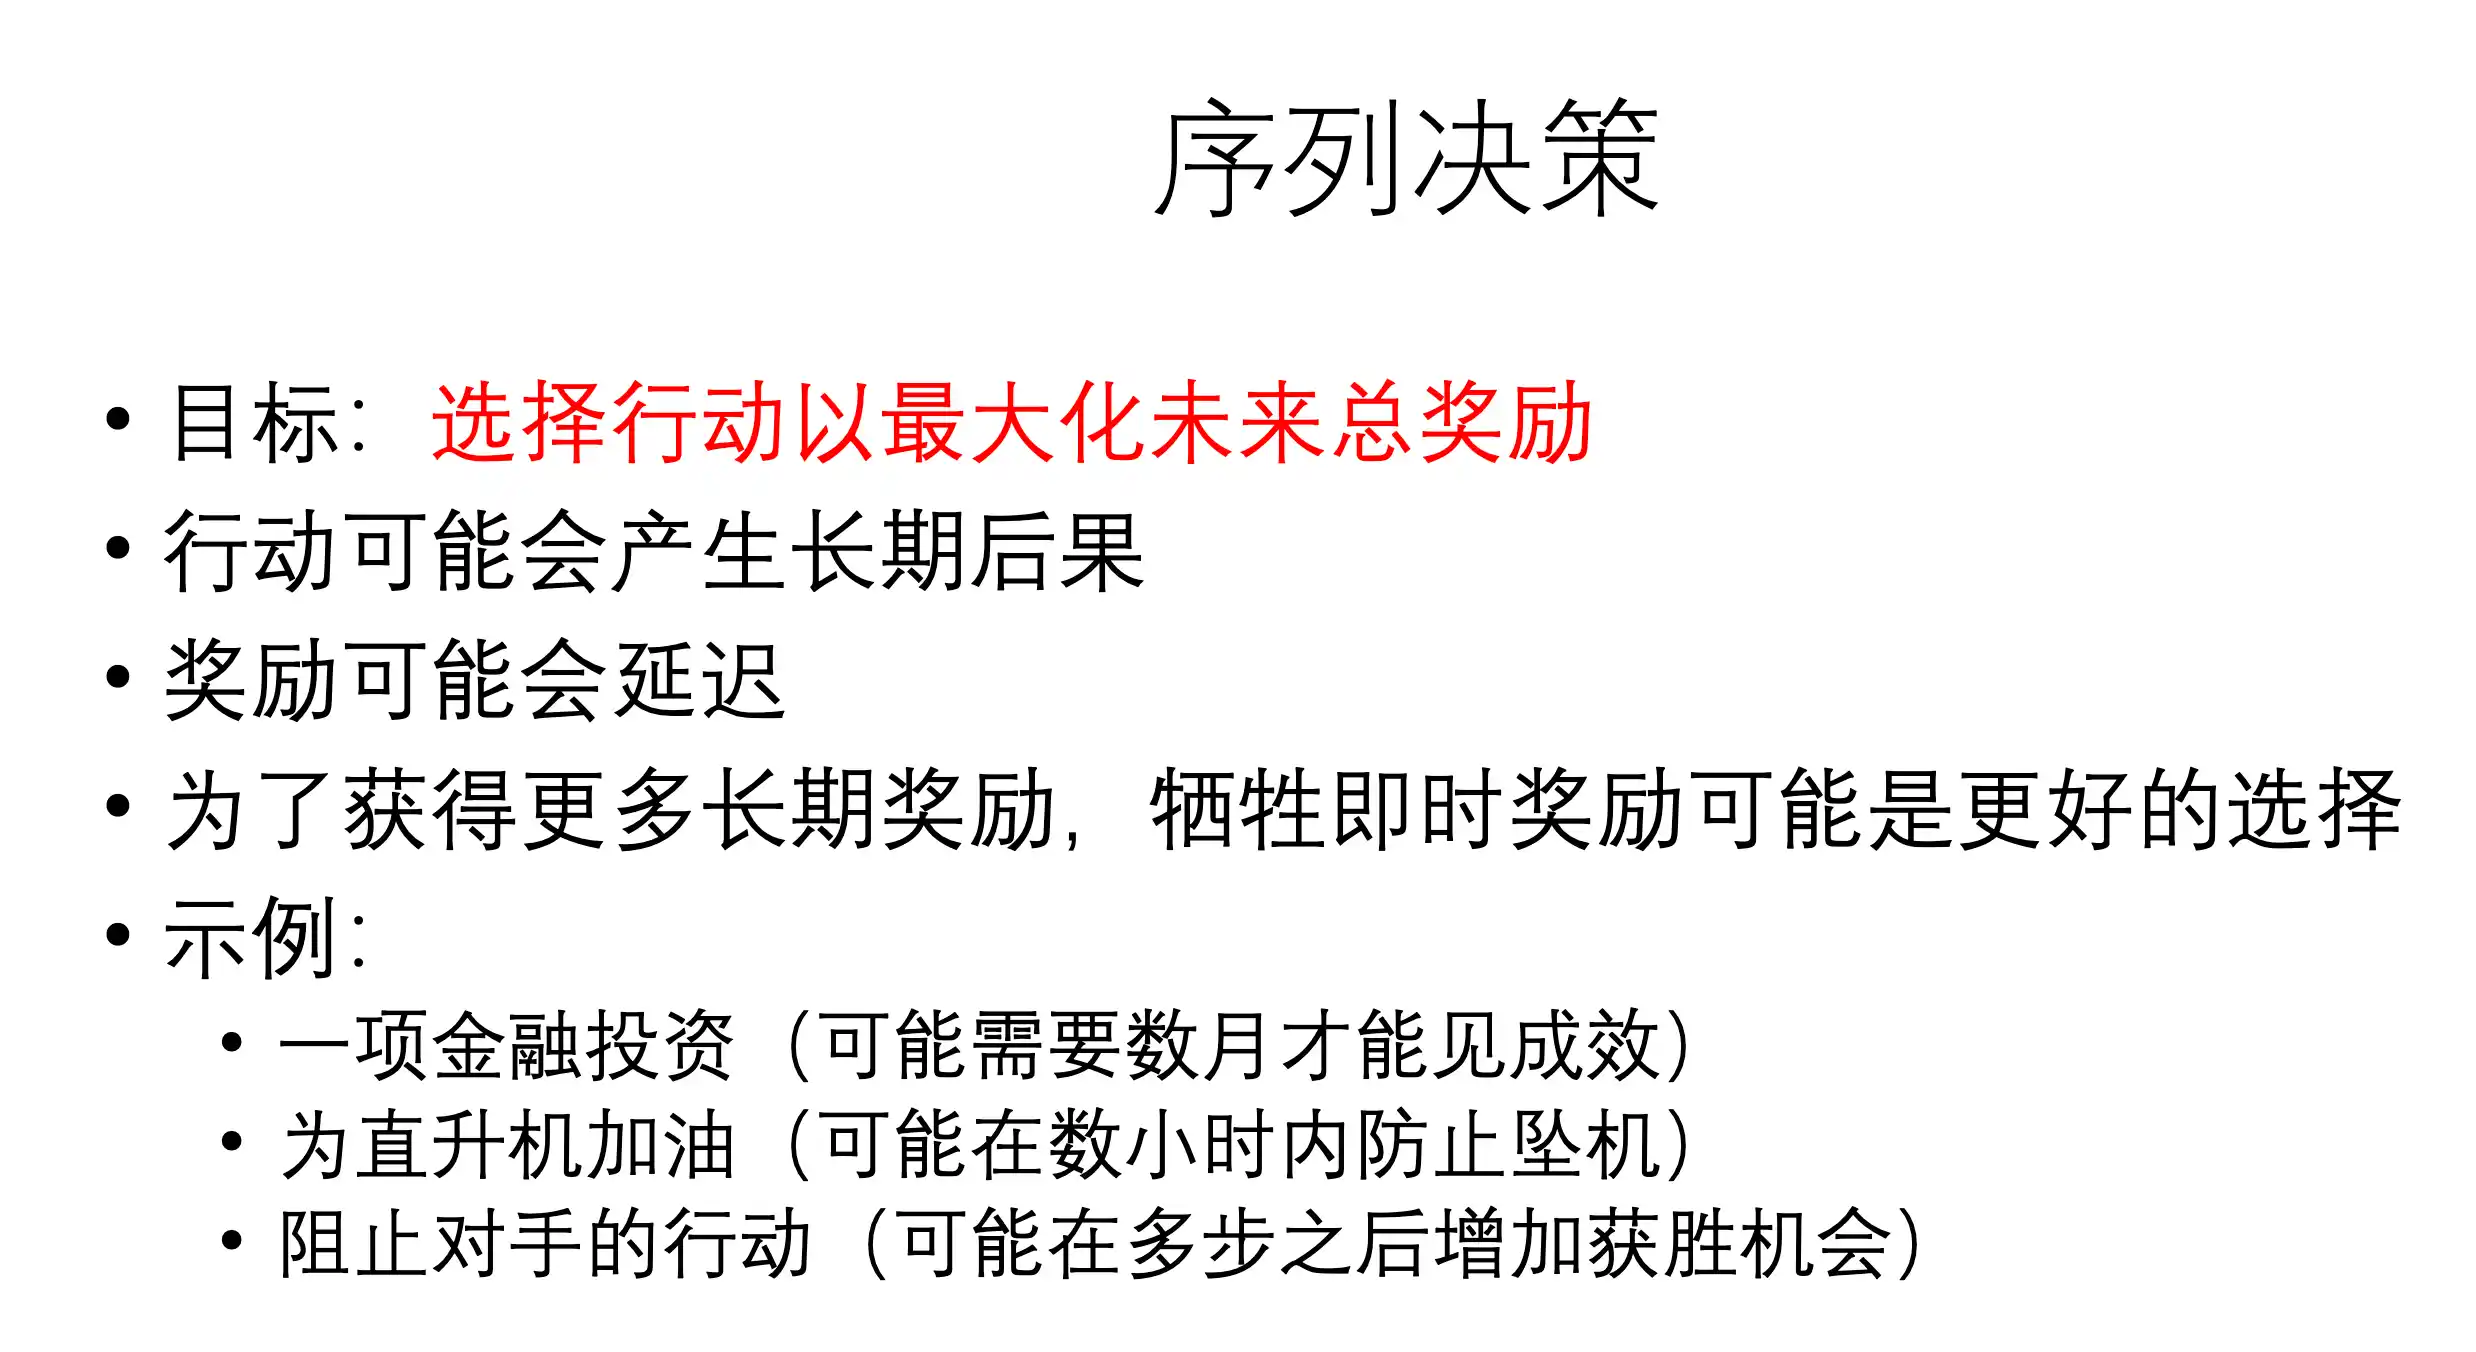 序列决策
• 目标：选择行动以最大化未来总奖励
• 行动可能会产生长期后果
• 奖励可能会延迟
• 为了获得更多长期奖励，牺牲即时奖励可能是更好的选择
• 示例：
• 一项金融投资（可能需要数月才能见成效）
• 为直升机加油（可能在数小时内防止坠机）
• 阻止对手的行动（可能在多步之后增加获胜机会）